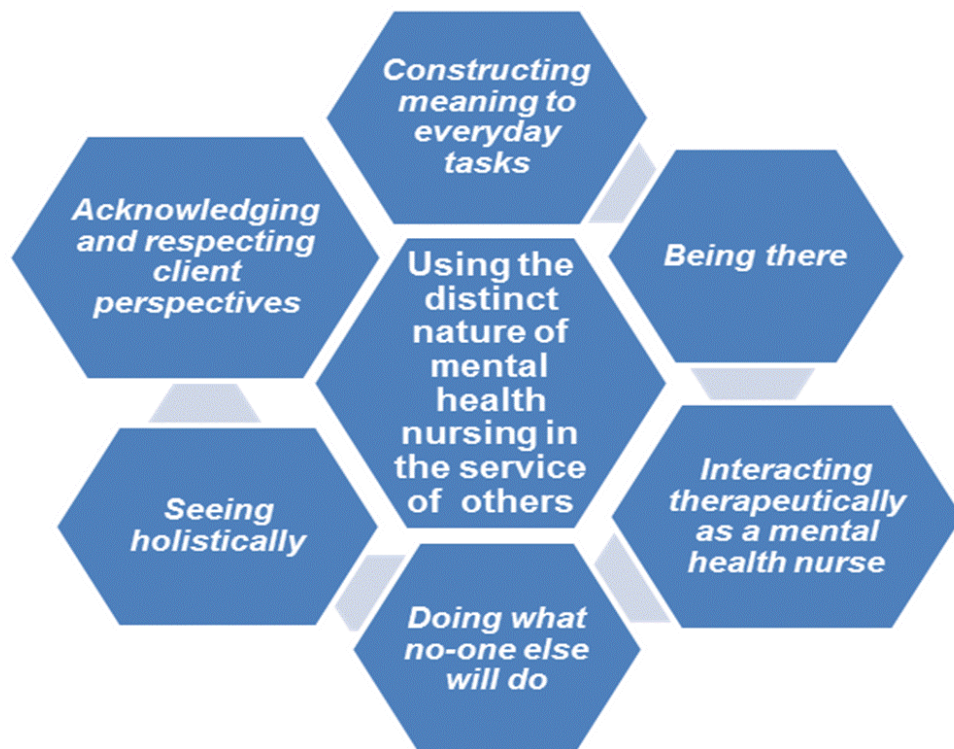 Constructing
meaning to
everyday
tasks
Acknowledging
and respecting
client
perspectives
Being there
Using the
distinct
nature of
mental
health
nursing in
the service
of others
Interacting
therapeutically
as a mental
health nurse
Seeing
holistically
Doing what
no-one else
will do